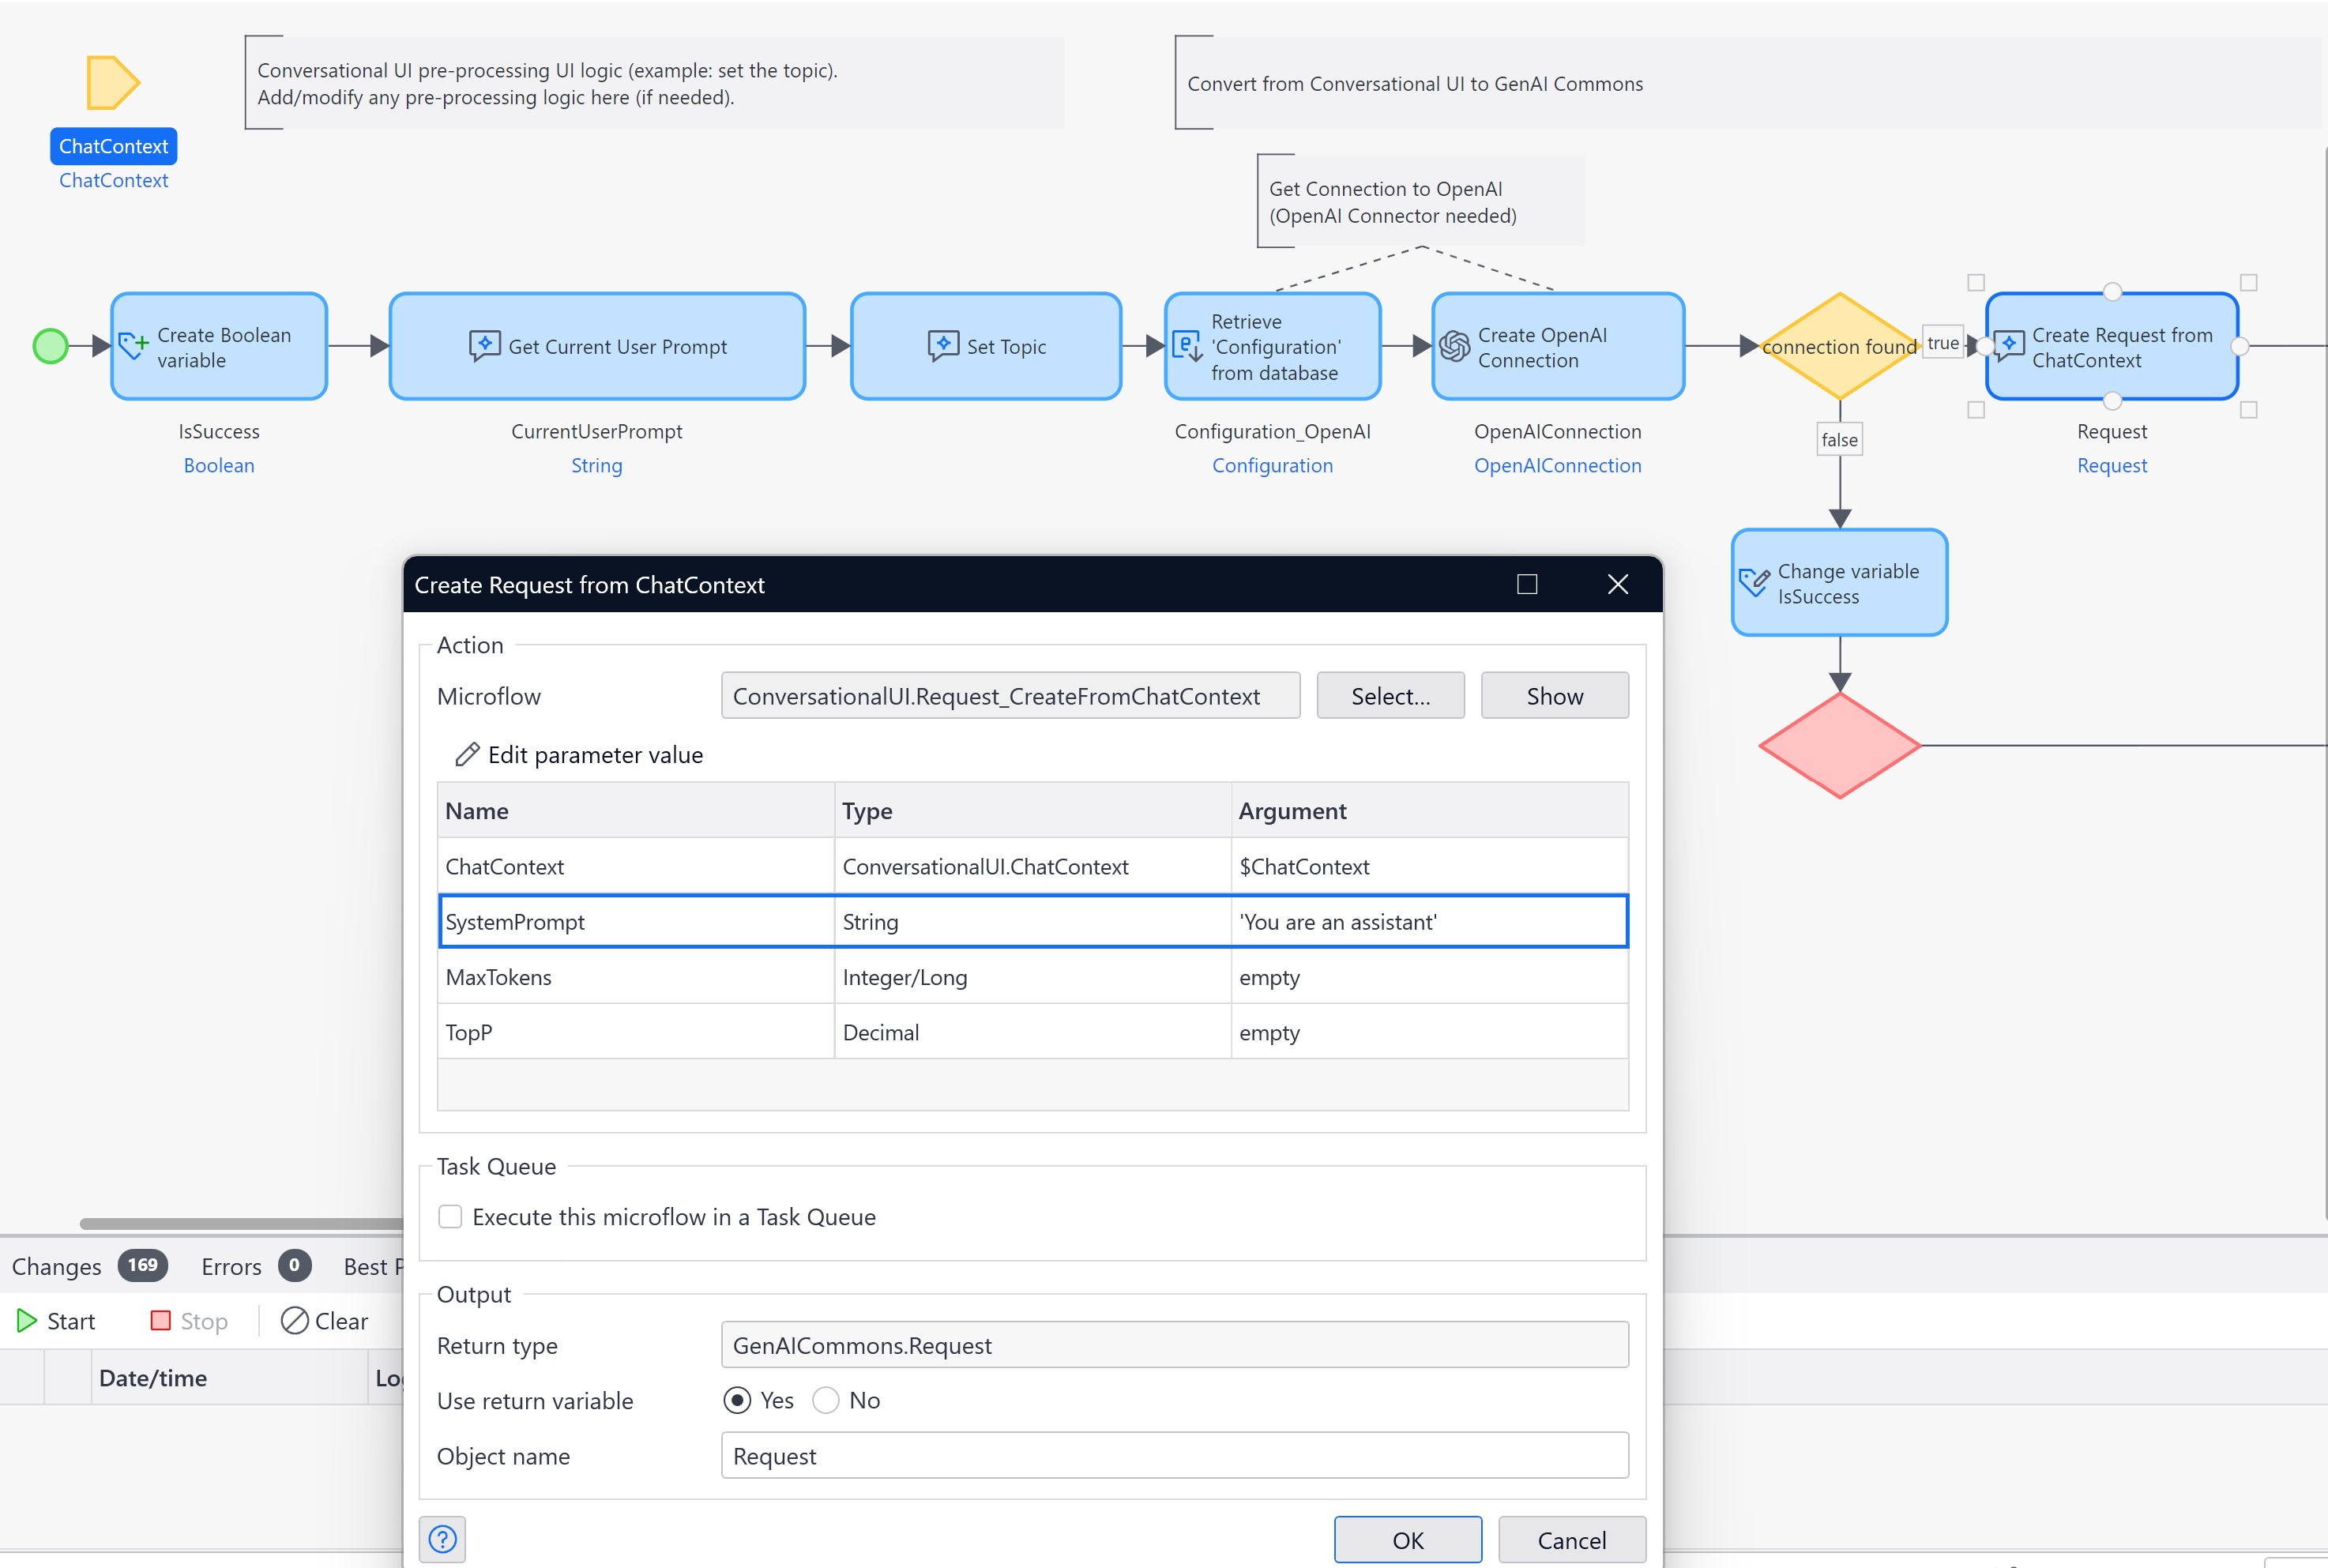 Conversational UI pre-processing UI logic (example: set the topic).
Add/modify any pre-processing logic here (if needed).
Convert from Conversational UI to GenAI Commons
ChatContext
ChatContext
Get Connection to OpenAI
(OpenAI Connector needed)
Create Boolean
variable
Get Current User Prompt
Set Topic
Retrieve
'Configuration'
from database
Create OpenAI
Connection
connection found
true
Create Request from
ChatContext
IsSuccess
Boolean
CurrentUserPrompt
String
Configuration_OpenAI
Configuration
OpenAIConnection
OpenAIConnection
false
Request
Request
Change variable
IsSuccess
Create Request from ChatContext
Action
Microflow
ConversationalUI.Request_CreateFromChatContext
Select...
Show
Edit parameter value
Name Type Argument
ChatContext ConversationalUI.ChatContext $ChatContext
SystemPrompt String 'You are an assistant'
MaxTokens Integer/Long empty
TopP Decimal empty
Task Queue
Execute this microflow in a Task Queue
Output
Return type GenAICommons.Request
Use return variable Yes No
Object name Request
? OK Cancel
Changes 169 Errors 0 Best
Start Stop Clear
Date/time